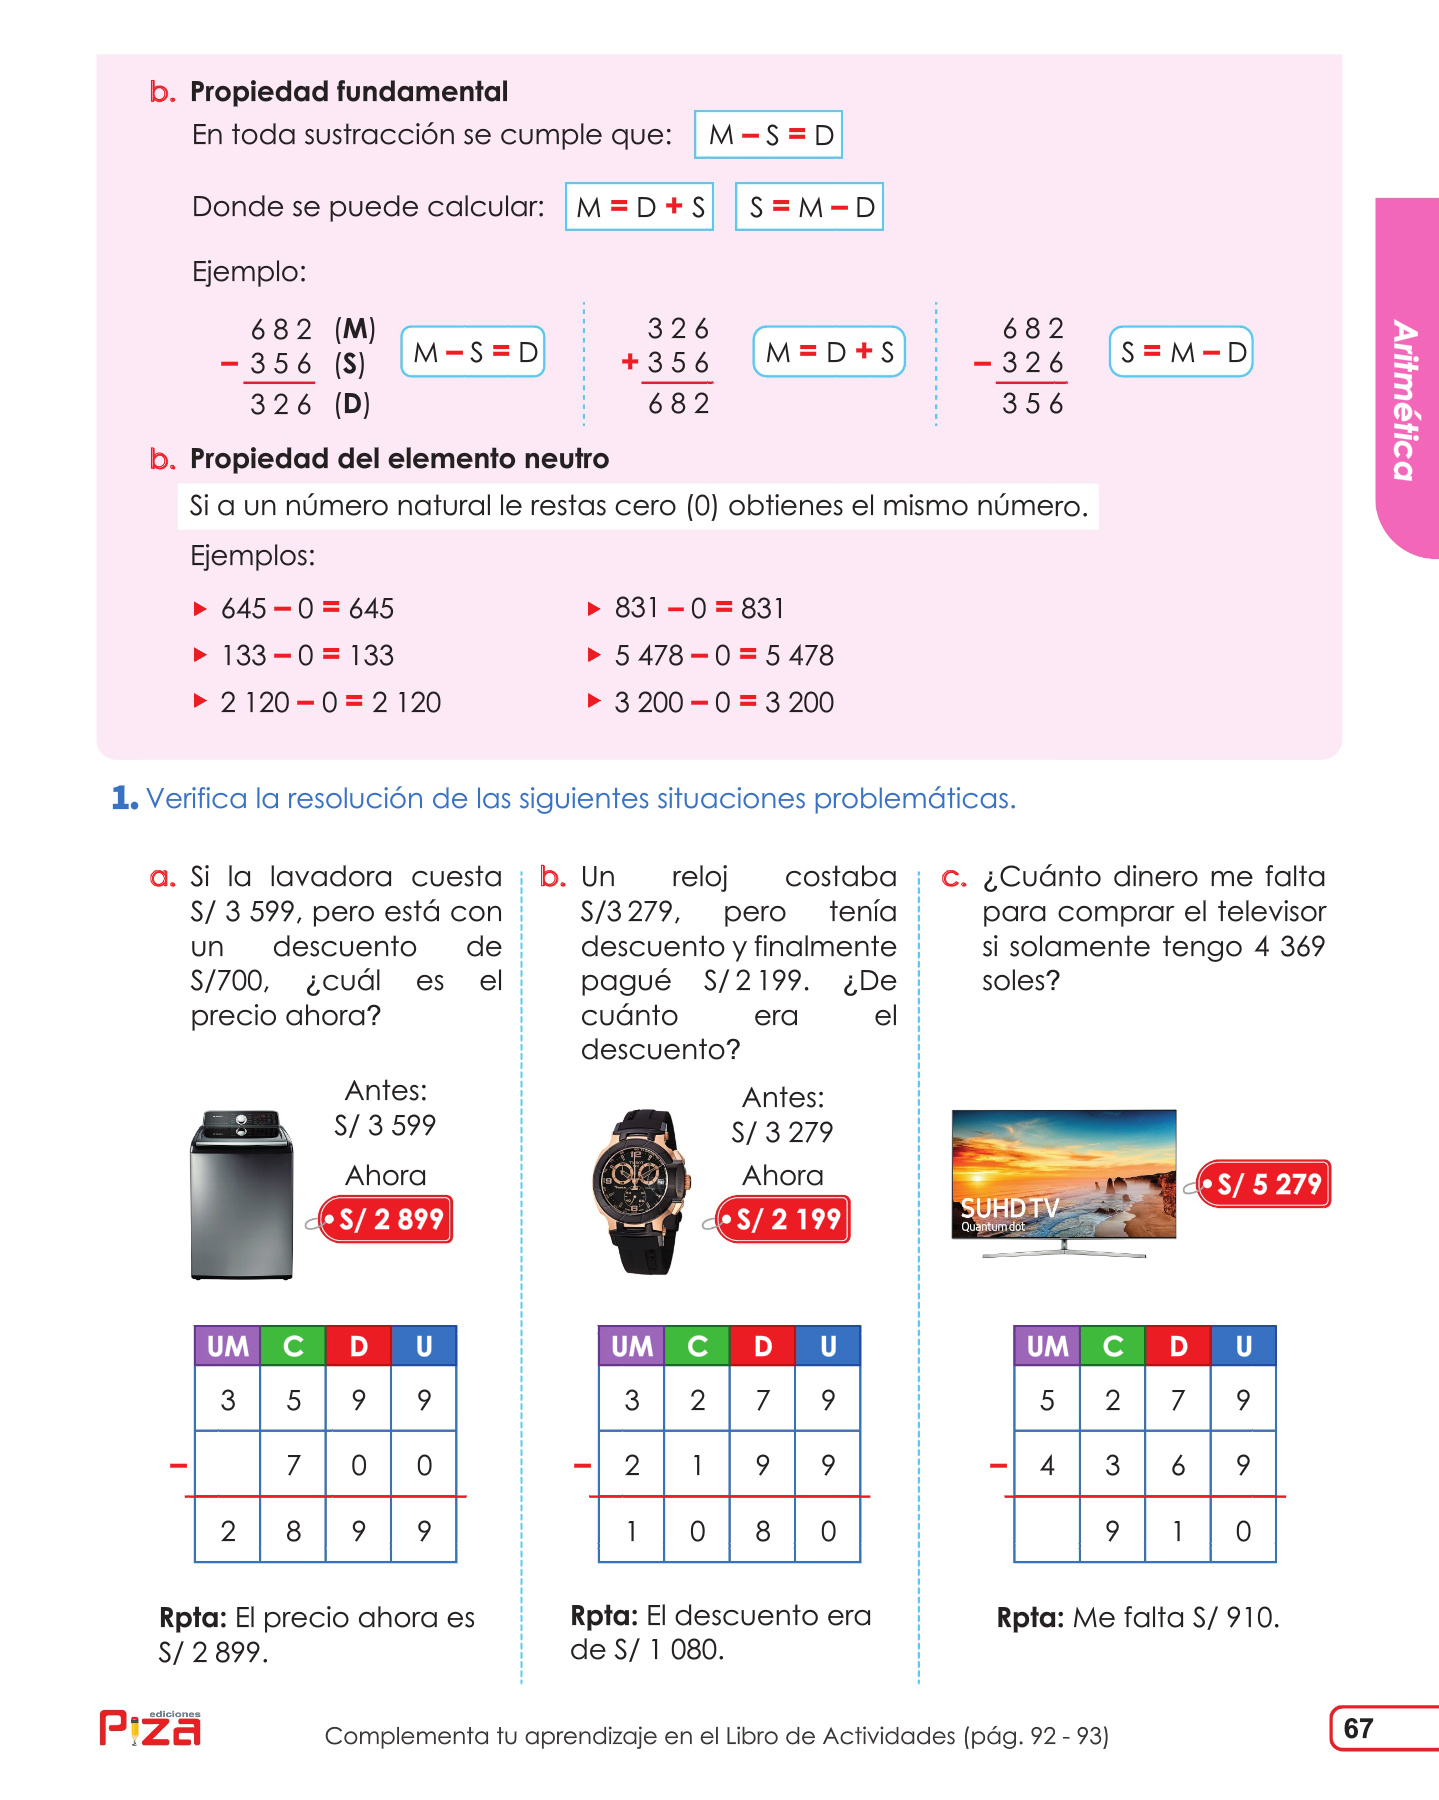 b. Propiedad fundamental
En toda sustracción se cumple que: M – S = D
Donde se puede calcular: M = D + S S = M – D
Ejemplo:
6 8 2 (M)
– 3 5 6 (S)
3 2 6 (D)
M – S = D
3 2 6
+ 3 5 6
6 8 2
M = D + S
6 8 2
– 3 2 6
3 5 6
S = M – D
b. Propiedad del elemento neutro
Si a un número natural le restas cero (0) obtienes el mismo número.
Ejemplos:
645 – 0 = 645
133 – 0 = 133
2 120 – 0 = 2 120
831 – 0 = 831
5 478 – 0 = 5 478
3 200 – 0 = 3 200
Aritmética
1. Verifica la resolución de las siguientes situaciones problemáticas.
a. Si la lavadora cuesta
S/ 3 599, pero está con
un descuento de
S/700, ¿cuál es el
precio ahora?
Antes:
S/ 3 599
Ahora
S/ 2 899
UM C D U
3 5 9 9
– 7 0 0
2 8 9 9
Rpta: El precio ahora es
S/ 2 899.
b. Un reloj costaba
S/3 279, pero tenía
descuento y finalmente
pagué S/ 2 199. ¿De
cuánto era el
descuento?
Antes:
S/ 3 279
Ahora
S/ 2 199
UM C D U
3 2 7 9
– 2 1 9 9
1 0 8 0
Rpta: El descuento era
de S/ 1 080.
c. ¿Cuánto dinero me falta
para comprar el televisor
si solamente tengo 4 369
soles?
SUHD TV
Quantum dot
S/ 5 279
UM C D U
5 2 7 9
– 4 3 6 9
9 1 0
Rpta: Me falta S/ 910.
ediciones
Piza
Complementa tu aprendizaje en el Libro de Actividades (pág. 92 - 93)
67